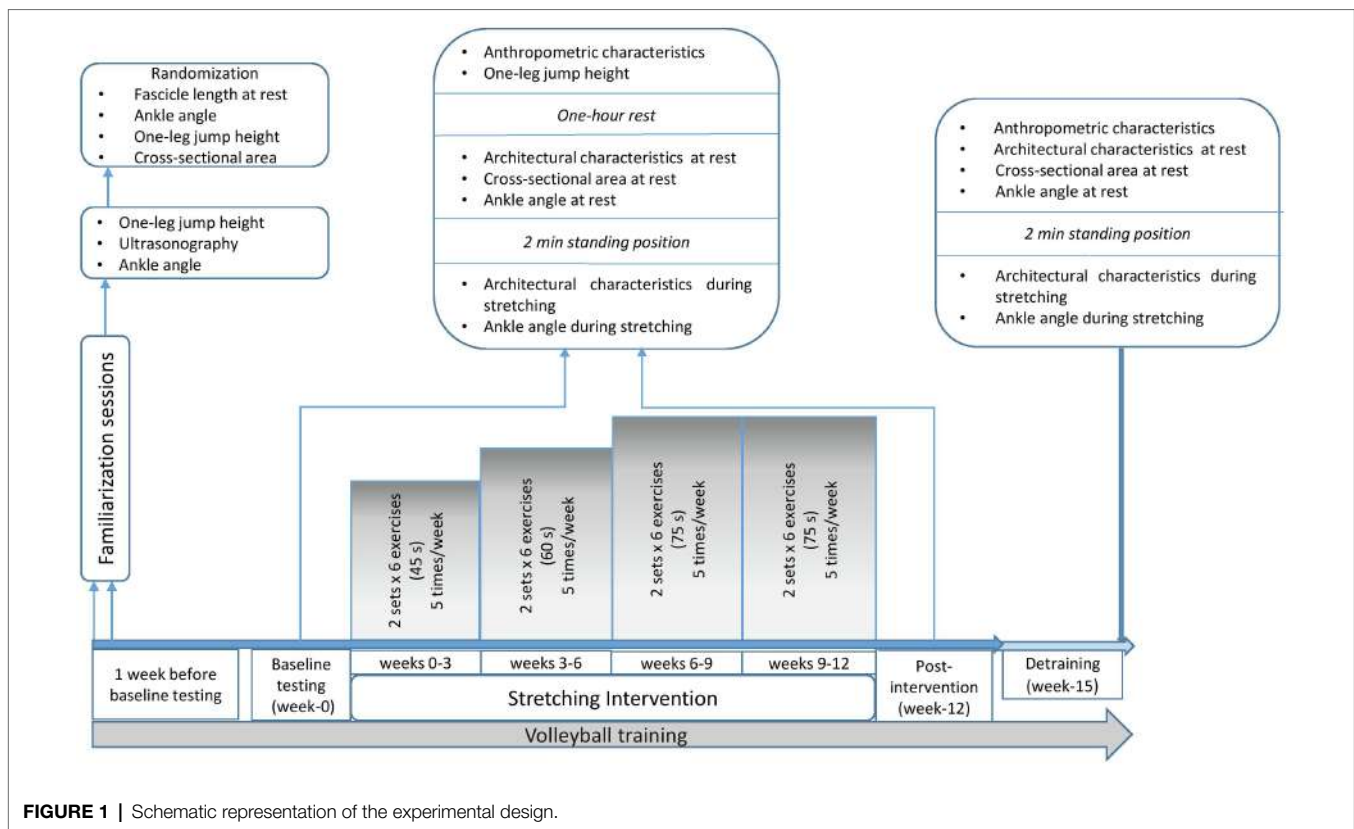 Randomization
• Fascicle length at rest
• Ankle angle
• One-leg jump height
• Cross-sectional area
• One-leg jump height
• Ultrasonography
• Ankle angle
Familiarization sessions
• Anthropometric characteristics
• One-leg jump height
One-hour rest
• Architectural characteristics at rest
• Cross-sectional area at rest
• Ankle angle at rest
2 min standing position
• Architectural characteristics during
stretching
• Ankle angle during stretching
• Anthropometric characteristics
• Architectural characteristics at rest
• Cross-sectional area at rest
• Ankle angle at rest
2 min standing position
• Architectural characteristics during
stretching
• Ankle angle during stretching
2 sets x 6 exercises
(45 s)
5 times/week
2 sets x 6 exercises
(60 s)
5 times/week
2 sets x 6 exercises
(75 s)
5 times/week
2 sets x 6 exercises
(75 s)
5 times/week
1 week before
baseline testing
Baseline
testing
(week-0)
weeks 0-3
weeks 3-6
weeks 6-9
weeks 9-12
Stretching Intervention
Post-
intervention
(week-12)
Detraining
(week-15)
Volleyball training
FIGURE 1 | Schematic representation of the experimental design.